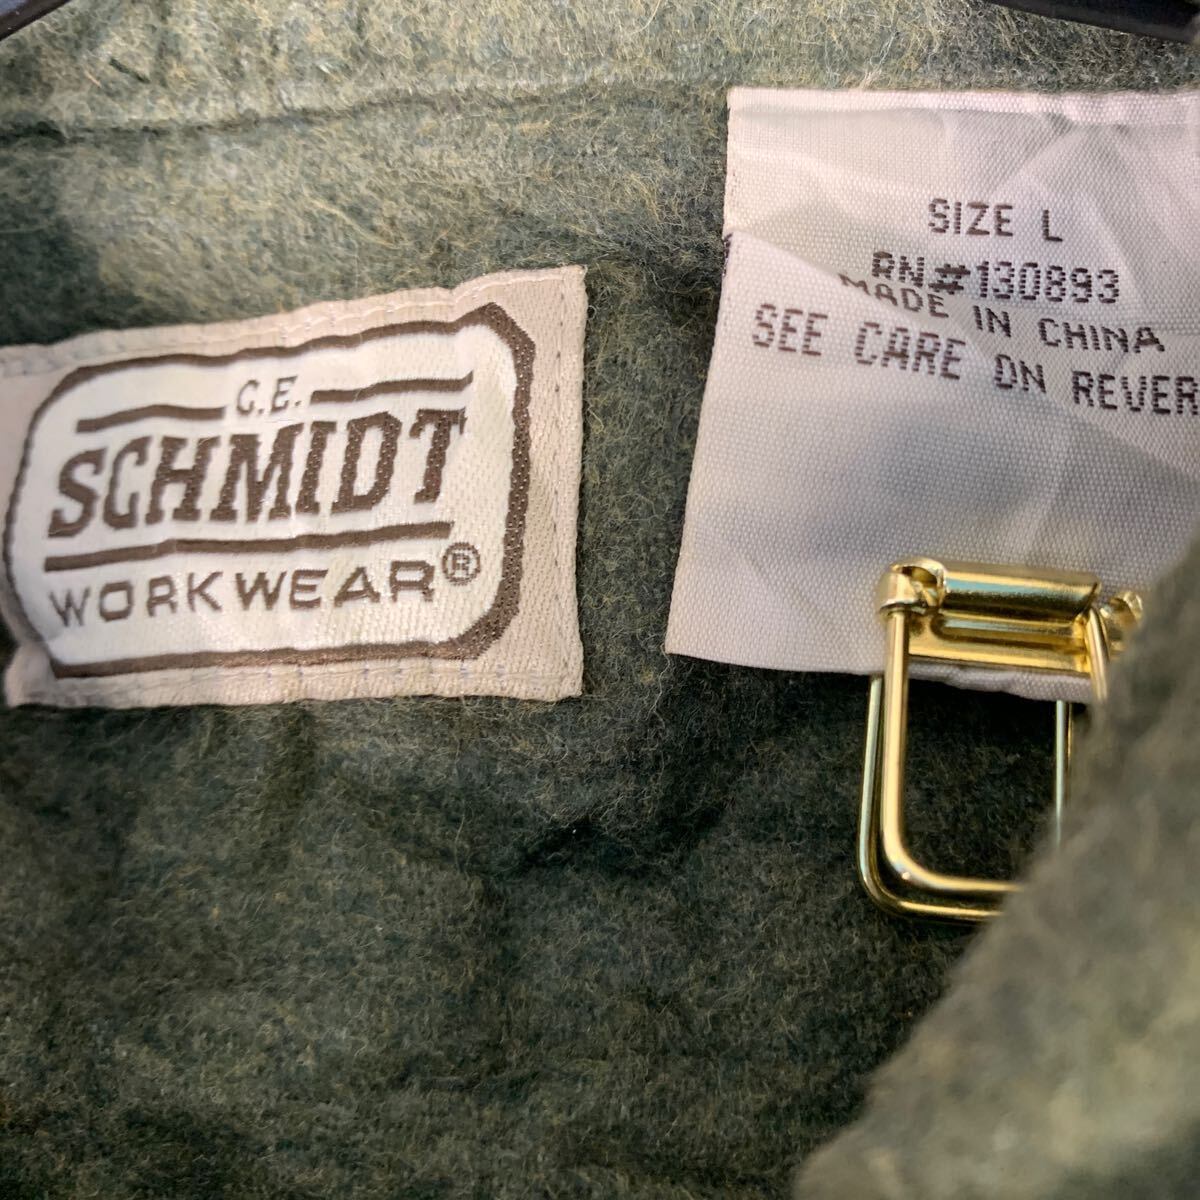 C.E.
SCHMIDT
WORKWEAR®
SIZE L
RN#130893
MADE IN CHINA
SEE CARE ON REVER